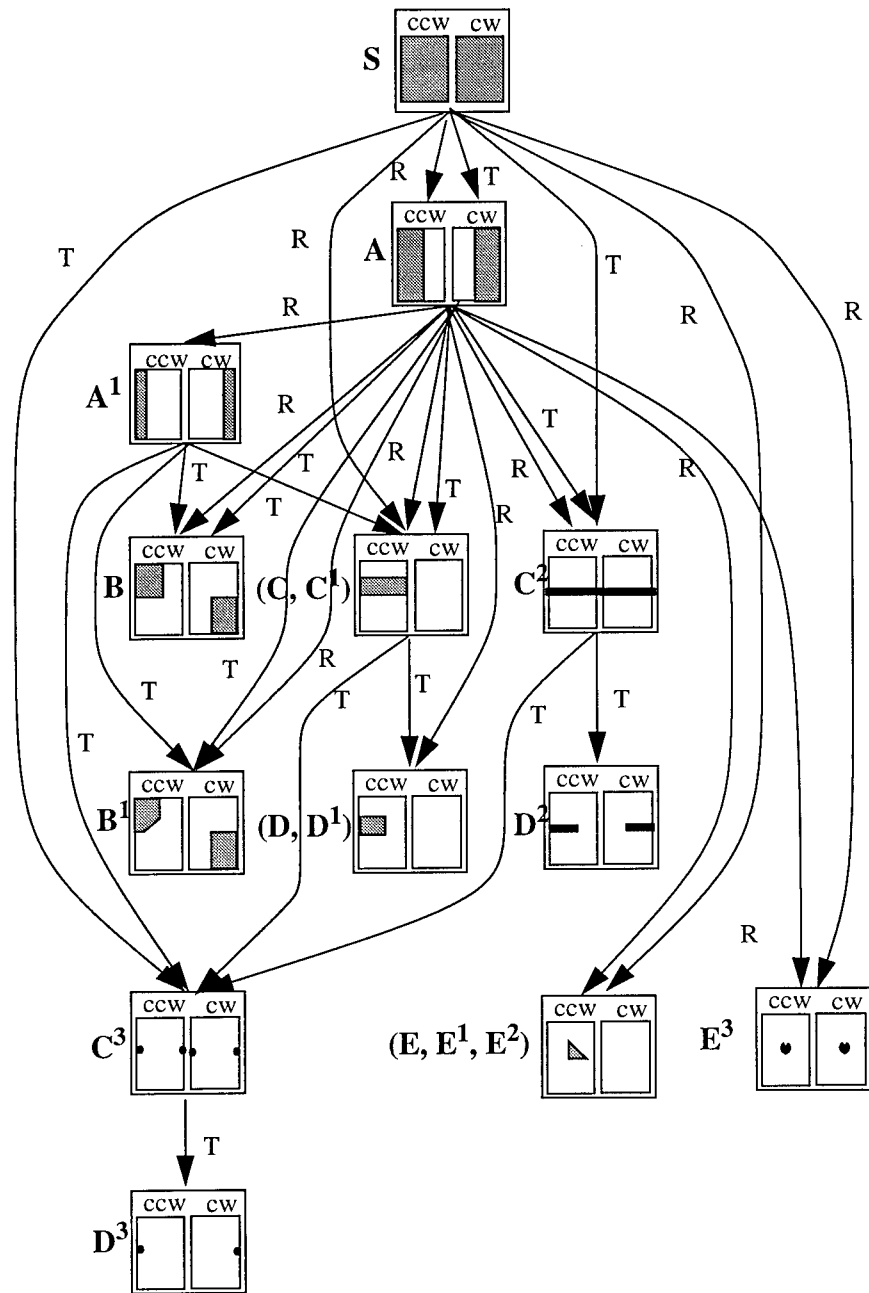 ccw cw
S
R T
ccw cw
A
R
T
T
R
R
R
ccw cw
A¹
R
T
T T R R R
T T
R
ccw cw
B
ccw cw
(C, C¹)
ccw cw
C²
T R
T
T
T T T
ccw cw
B¹
ccw cw
(D, D¹)
ccw cw
D²
R
ccw cw
C³
ccw cw
(E, E¹, E²)
ccw cw
E³
T
ccw cw
D³